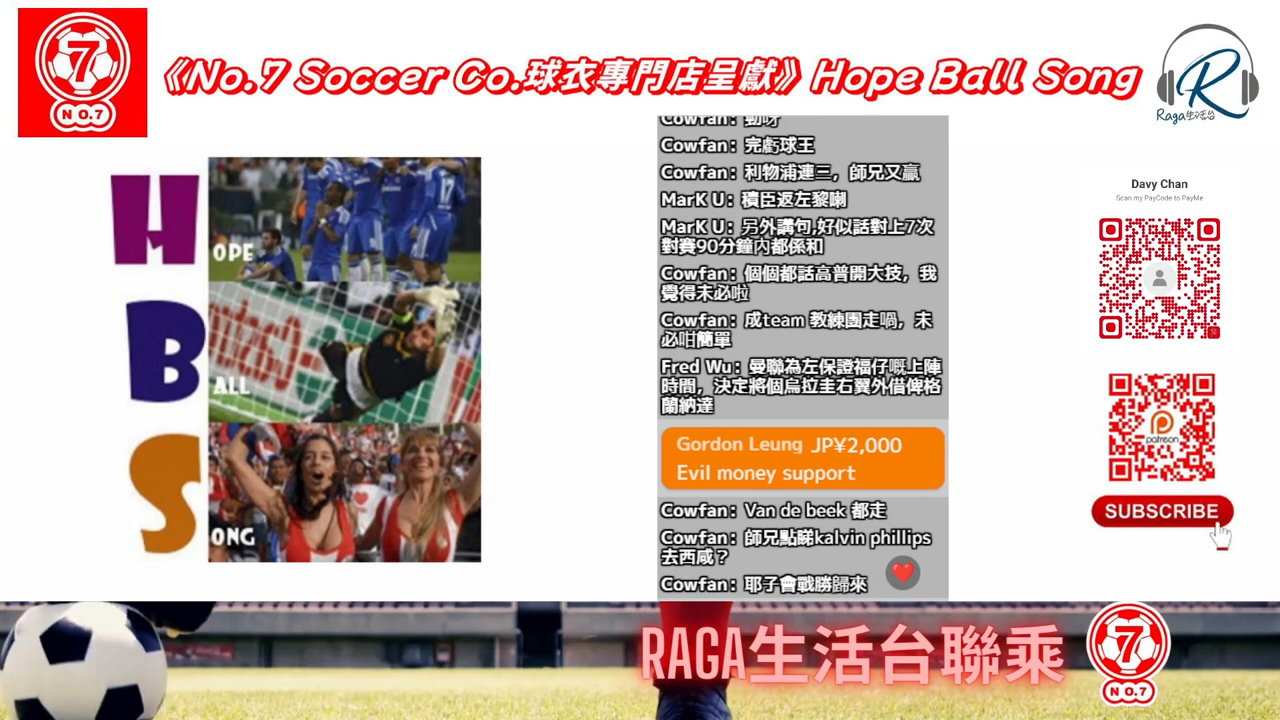 7
NO.7
《No.7 Soccer Co.球衣專門店呈獻》Hope Ball Song
R
Raga生活台
H
OPE
B
ALL
S
ONG
17
Cowfan: 勁呀
Cowfan: 完虧球王
Cowfan: 利物浦連三，師兄又贏
MarK U: 積臣返左黎喇
MarK U: 另外講句,好似話對上7次
對賽90分鐘內都係和
Cowfan: 個個都話高普開大技，我
覺得未必啦
Cowfan: 成team 教練團走喎，未
必咁簡單
Fred Wu: 曼聯為左保證福仔嘅上陣
時間，決定將個烏拉圭右翼外借俾格
蘭納達
Gordon Leung JP¥2,000
Evil money support
Cowfan: Van de beek 都走
Cowfan: 師兄點睇kalvin phillips
去西咸？
Cowfan: 耶子會戰勝歸來
Davy Chan
Scan my PayCode to PayMe
patreon
SUBSCRIBE
RAGA生活台聯乘
7
NO.7